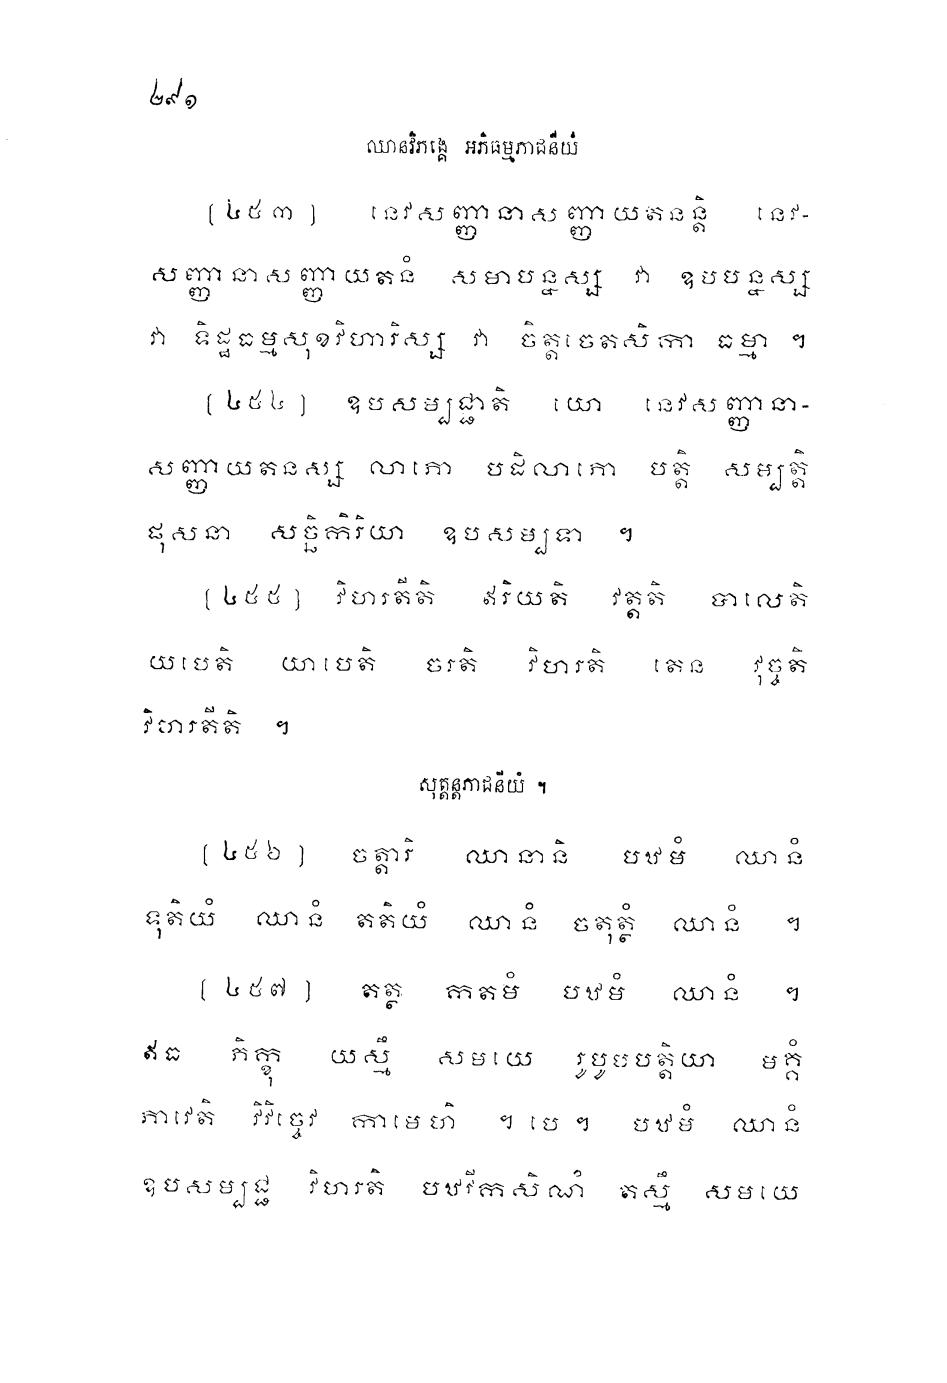 ២៩១
ឈានវិភង្គេ អភិធម្មភាជនីយំ
[៤៥៣] នេវសញ្ញានាសញ្ញាយតនន្តិ នេវ-
សញ្ញានាសញ្ញាយតនំ សមាបន្នស្ស វា ឧបបន្នស្ស
វា ទិដ្ឋធម្មសុខវិហារិស្ស វា ចិត្តចេតសិកា ធម្មា ។
[៤៥៤] ឧបសម្បជ្ជាតិ យោ នេវសញ្ញានា-
សញ្ញាយតនស្ស លាភោ បដិលាភោ បត្តិ សម្បត្តិ
ផុសនា សច្ឆិកិរិយា ឧបសម្បទា ។
[៤៥៥] វិហរតីតិ ឥរិយតិ វត្តតិ បាលេតិ
យបេតិ យាបេតិ ចរតិ វិហរតិ តេន វុច្ចតិ
វិហរតីតិ ។
សុត្តន្តភាជនីយំ ។
[៤៥៦] ចត្តារិ ឈានានិ បឋមំ ឈានំ
ទុតិយំ ឈានំ តតិយំ ឈានំ ចតុត្ថំ ឈានំ ។
[៤៥៧] តត្ថ កតមំ បឋមំ ឈានំ ។
ឥធ ភិក្ខុ យស្មឹ សមយេ រូបូបបត្តិយា មគ្គំ
ភាវេតិ វិវិច្ចេវ កាមេហិ ។ បេ ។ បឋមំ ឈានំ
ឧបសម្បជ្ជ វិហរតិ បឋវីកសិណំ តស្មឹ សមយេ